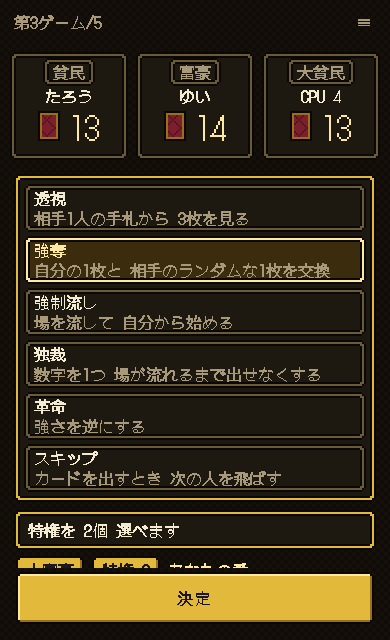 第3ゲーム/5
貧民 富豪 大貧民
たろう ゆい CPU 4
13 14 13
透視
相手1人の手札から 3枚を見る
強奪
自分の1枚と 相手のランダムな1枚を交換
強制流し
場を流して 自分から始める
独裁
数字を1つ 場が流れるまで出せなくする
革命
強さを逆にする
スキップ
カードを出すとき 次の人を飛ばす
特権を 2個 選べます
決定